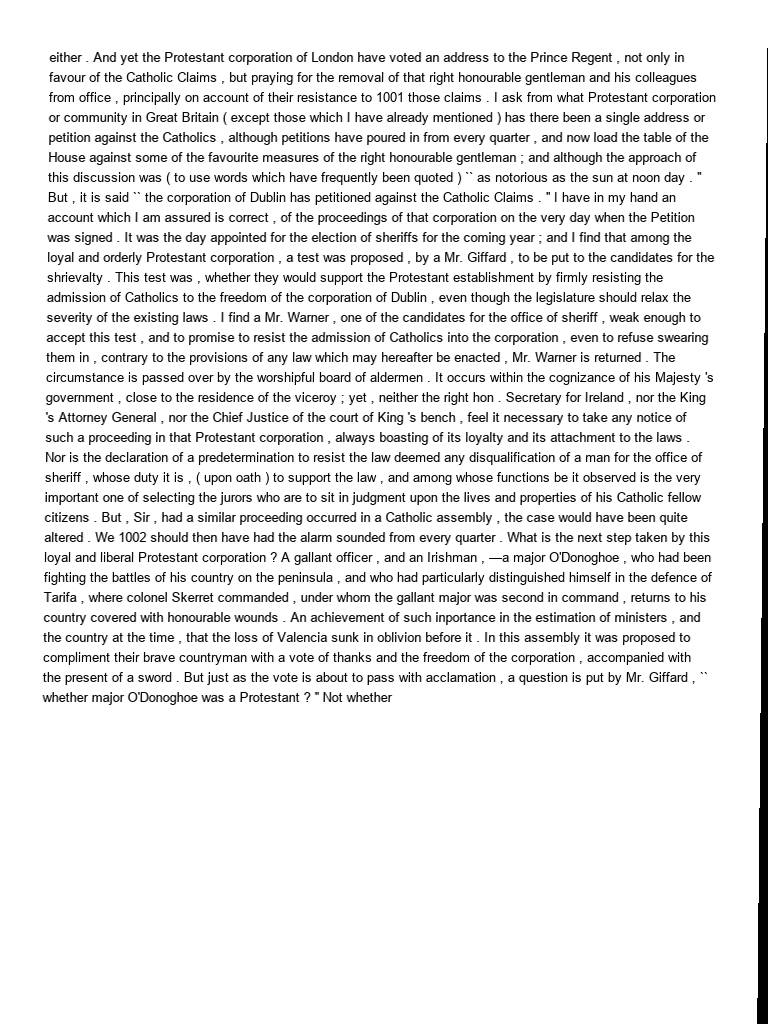 either . And yet the Protestant corporation of London have voted an address to the Prince Regent , not only in
favour of the Catholic Claims , but praying for the removal of that right honourable gentleman and his colleagues
from office , principally on account of their resistance to 1001 those claims . I ask from what Protestant corporation
or community in Great Britain ( except those which I have already mentioned ) has there been a single address or
petition against the Catholics , although petitions have poured in from every quarter , and now load the table of the
House against some of the favourite measures of the right honourable gentleman ; and although the approach of
this discussion was ( to use words which have frequently been quoted ) `` as notorious as the sun at noon day . "
But , it is said `` the corporation of Dublin has petitioned against the Catholic Claims . " I have in my hand an
account which I am assured is correct , of the proceedings of that corporation on the very day when the Petition
was signed . It was the day appointed for the election of sheriffs for the coming year ; and I find that among the
loyal and orderly Protestant corporation , a test was proposed , by a Mr. Giffard , to be put to the candidates for the
shrievalty . This test was , whether they would support the Protestant establishment by firmly resisting the
admission of Catholics to the freedom of the corporation of Dublin , even though the legislature should relax the
severity of the existing laws . I find a Mr. Warner , one of the candidates for the office of sheriff , weak enough to
accept this test , and to promise to resist the admission of Catholics into the corporation , even to refuse swearing
them in , contrary to the provisions of any law which may hereafter be enacted , Mr. Warner is returned . The
circumstance is passed over by the worshipful board of aldermen . It occurs within the cognizance of his Majesty 's
government , close to the residence of the viceroy ; yet , neither the right hon . Secretary for Ireland , nor the King
's Attorney General , nor the Chief Justice of the court of King 's bench , feel it necessary to take any notice of
such a proceeding in that Protestant corporation , always boasting of its loyalty and its attachment to the laws .
Nor is the declaration of a predetermination to resist the law deemed any disqualification of a man for the office of
sheriff , whose duty it is , ( upon oath ) to support the law , and among whose functions be it observed is the very
important one of selecting the jurors who are to sit in judgment upon the lives and properties of his Catholic fellow
citizens . But , Sir , had a similar proceeding occurred in a Catholic assembly , the case would have been quite
altered . We 1002 should then have had the alarm sounded from every quarter . What is the next step taken by this
loyal and liberal Protestant corporation ? A gallant officer , and an Irishman , —a major O'Donoghoe , who had been
fighting the battles of his country on the peninsula , and who had particularly distinguished himself in the defence of
Tarifa , where colonel Skerret commanded , under whom the gallant major was second in command , returns to his
country covered with honourable wounds . An achievement of such inportance in the estimation of ministers , and
the country at the time , that the loss of Valencia sunk in oblivion before it . In this assembly it was proposed to
compliment their brave countryman with a vote of thanks and the freedom of the corporation , accompanied with
the present of a sword . But just as the vote is about to pass with acclamation , a question is put by Mr. Giffard , ``
whether major O'Donoghoe was a Protestant ? " Not whether